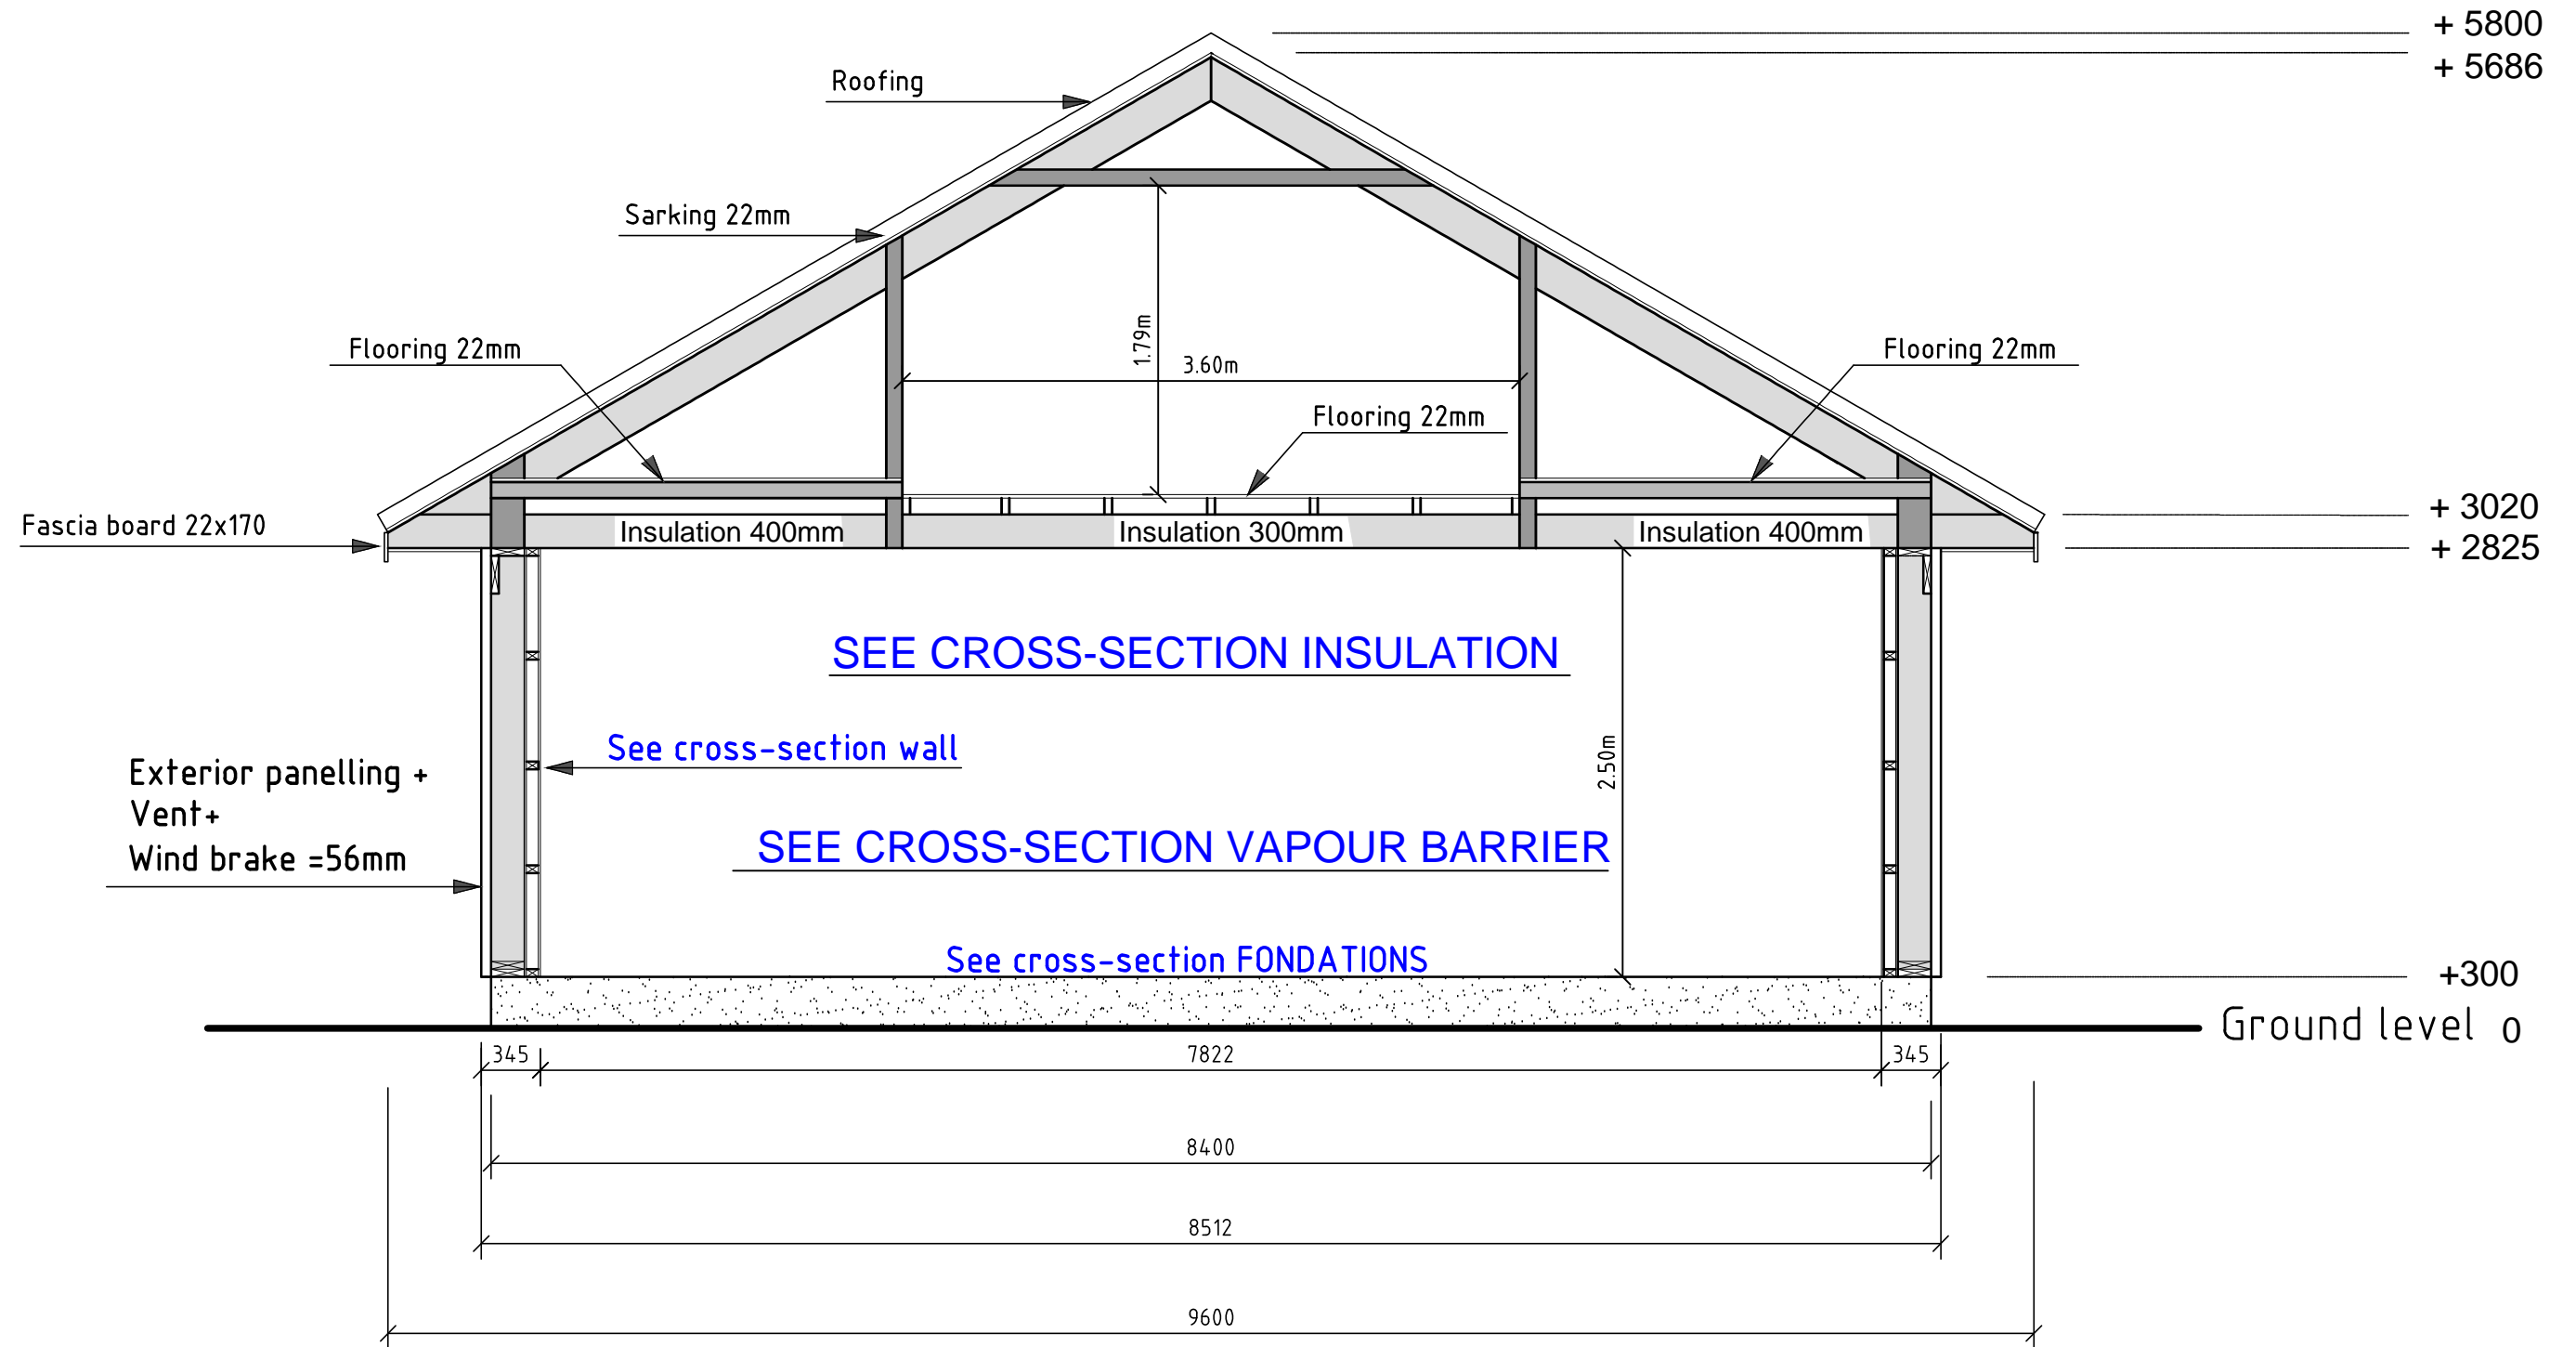 + 5800
+ 5686
Roofing
Sarking 22mm
Flooring 22mm
1.79m
3.60m
Flooring 22mm
Flooring 22mm
Fascia board 22x170
Insulation 400mm
Insulation 300mm
Insulation 400mm
+ 3020
+ 2825
SEE CROSS-SECTION INSULATION
See cross-section wall
2.50m
Exterior panelling +
Vent+
Wind brake =56mm
SEE CROSS-SECTION VAPOUR BARRIER
See cross-section FONDATIONS
+300
Ground level 0
345
7822
345
8400
8512
9600